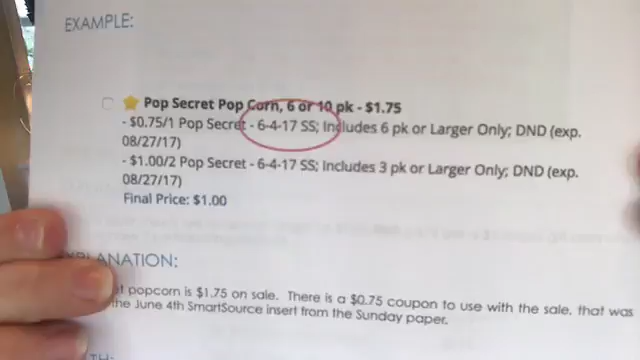 EXAMPLE:
Pop Secret Pop Corn, 6 or 10 pk - $1.75
- $0.75/1 Pop Secret - 6-4-17 SS; Includes 6 pk or Larger Only; DND (exp.
08/27/17)
- $1.00/2 Pop Secret - 6-4-17 SS; Includes 3 pk or Larger Only; DND (exp.
08/27/17)
Final Price: $1.00
PLANATION:
popcorn is $1.75 on sale. There is a $0.75 coupon to use with the sale, that was
the June 4th SmartSource insert from the Sunday paper.